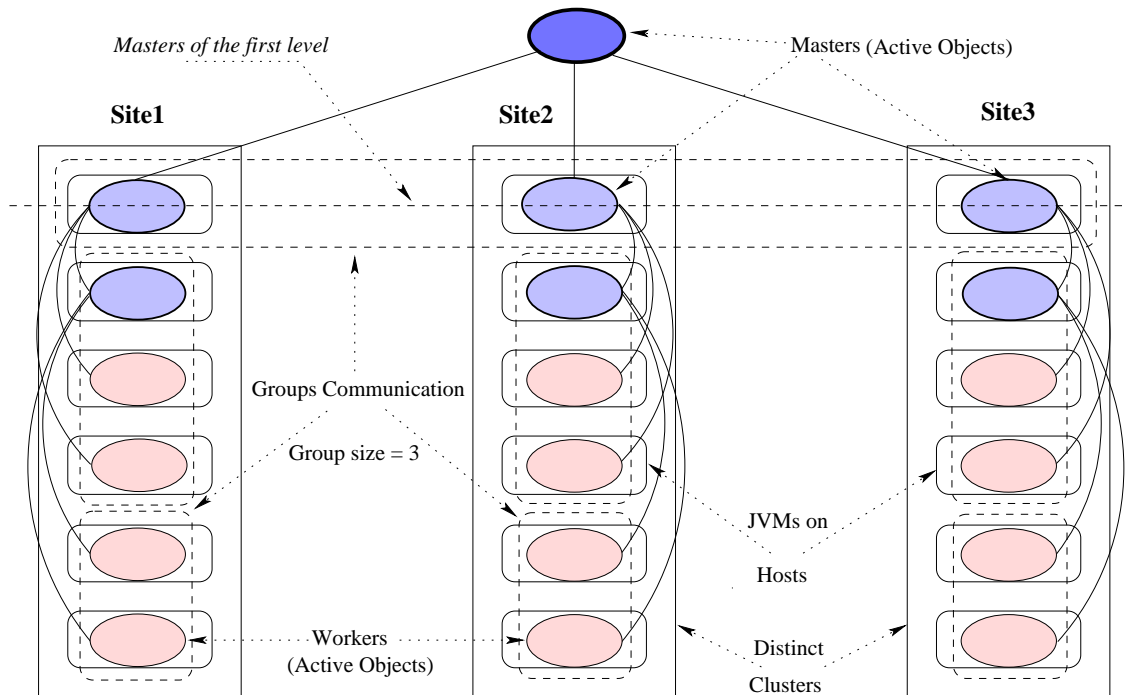 Masters of the first level
Masters (Active Objects)
Site1
Site2
Site3
Groups Communication
Group size = 3
JVMs on
Hosts
Workers
(Active Objects)
Distinct
Clusters